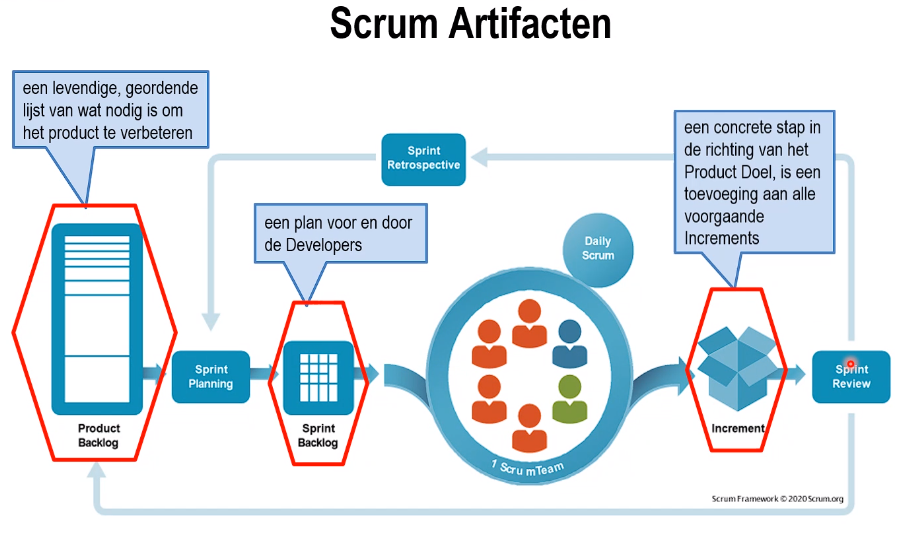 Scrum Artifacten
een levendige, geordende
lijst van wat nodig is om
het product te verbeteren
een concrete stap in
de richting van het
Product Doel, is een
toevoeging aan alle
voorgaande
Increments
Sprint
Retrospective
een plan voor en door
de Developers
Daily
Scrum
Sprint
Planning
Sprint
Review
Product
Backlog
Sprint
Backlog
Increment
1 Scrum Team
Scrum Framework © 2020 Scrum.org